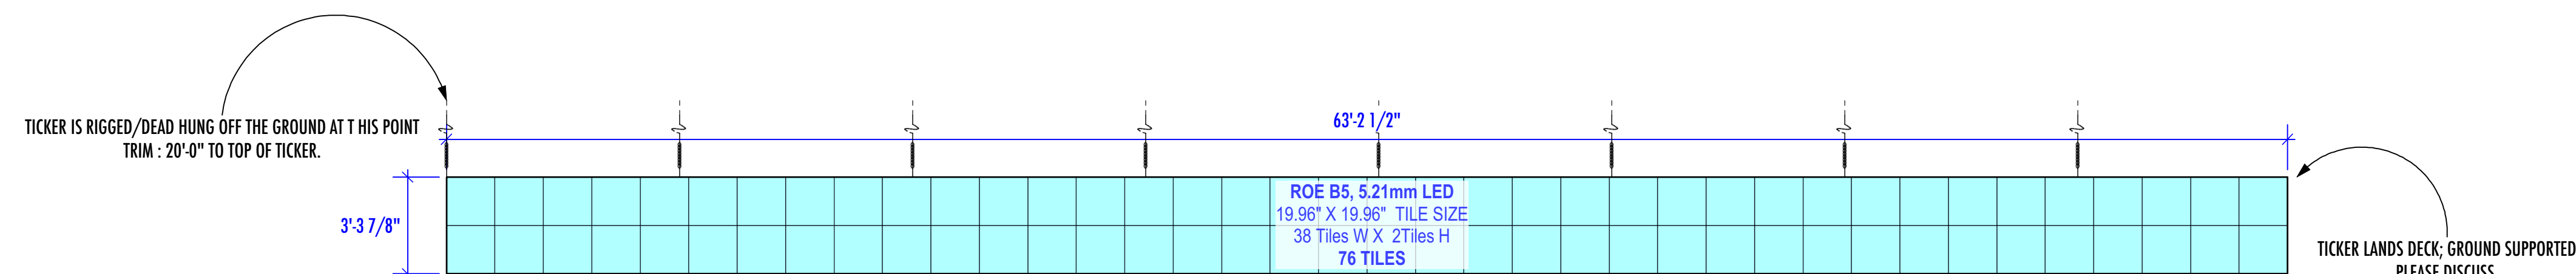 TICKER IS RIGGED/DEAD HUNG OFF THE GROUND AT T HIS POINT
TRIM : 20'-0" TO TOP OF TICKER.
63'-2 1/2"
3'-3 7/8"
ROE B5, 5.21mm LED
19.96" X 19.96" TILE SIZE
38 Tiles W X 2Tiles H
76 TILES
TICKER LANDS DECK; GROUND SUPPORTED
PLEASE DISCUSS